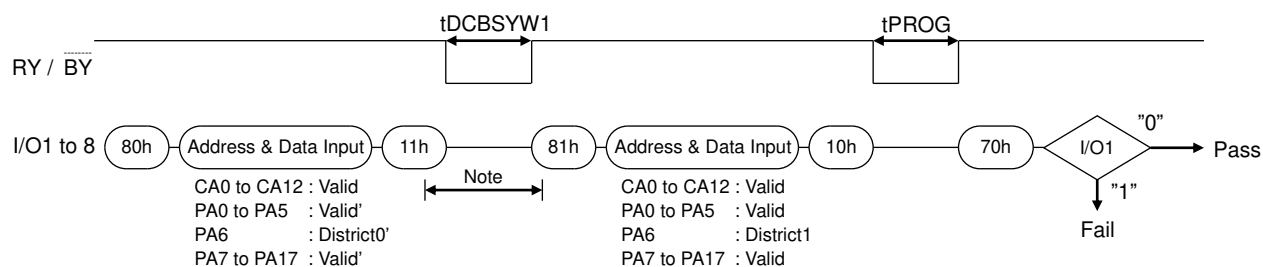 tDCBSYW1
tPROG
RY / BY
I/O1 to 8 80h Address & Data Input 11h 81h Address & Data Input 10h 70h I/O1 "0" Pass
Note
"1"
Fail
CA0 to CA12 : Valid
PA0 to PA5 : Valid'
PA6 : District0'
PA7 to PA17 : Valid'
CA0 to CA12 : Valid
PA0 to PA5 : Valid
PA6 : District1
PA7 to PA17 : Valid